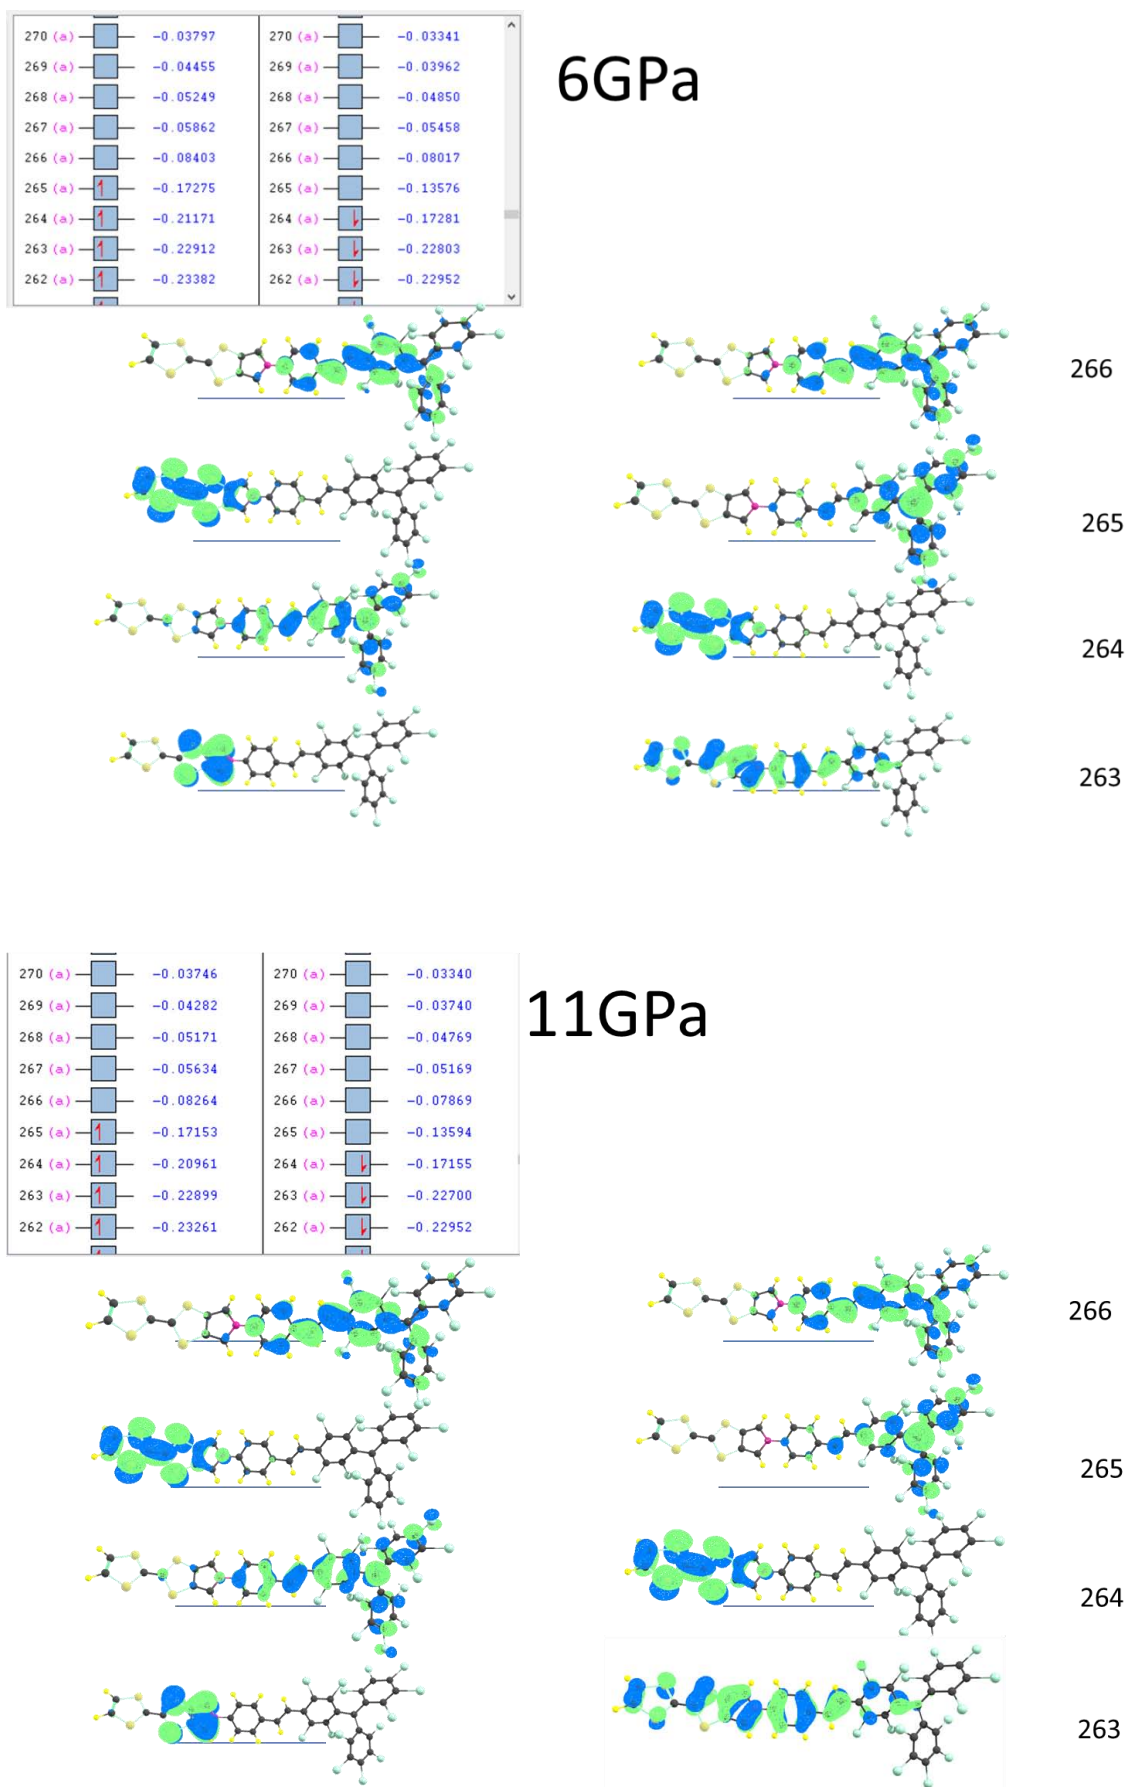 270 (a) -0.03797 270 (a) -0.03341
269 (a) -0.04455 269 (a) -0.03962
268 (a) -0.05249 268 (a) -0.04850
267 (a) -0.05862 267 (a) -0.05458
266 (a) -0.08403 266 (a) -0.08017
265 (a) -0.17275 265 (a) -0.13576
264 (a) -0.21171 264 (a) -0.17281
263 (a) -0.22912 263 (a) -0.22803
262 (a) -0.23382 262 (a) -0.22952
6GPa
266
265
264
263
270 (a) -0.03746 270 (a) -0.03340
269 (a) -0.04282 269 (a) -0.03740
268 (a) -0.05171 268 (a) -0.04769
267 (a) -0.05634 267 (a) -0.05169
266 (a) -0.08264 266 (a) -0.07869
265 (a) -0.17153 265 (a) -0.13594
264 (a) -0.20961 264 (a) -0.17155
263 (a) -0.22899 263 (a) -0.22700
262 (a) -0.23261 262 (a) -0.22952
11GPa
266
265
264
263